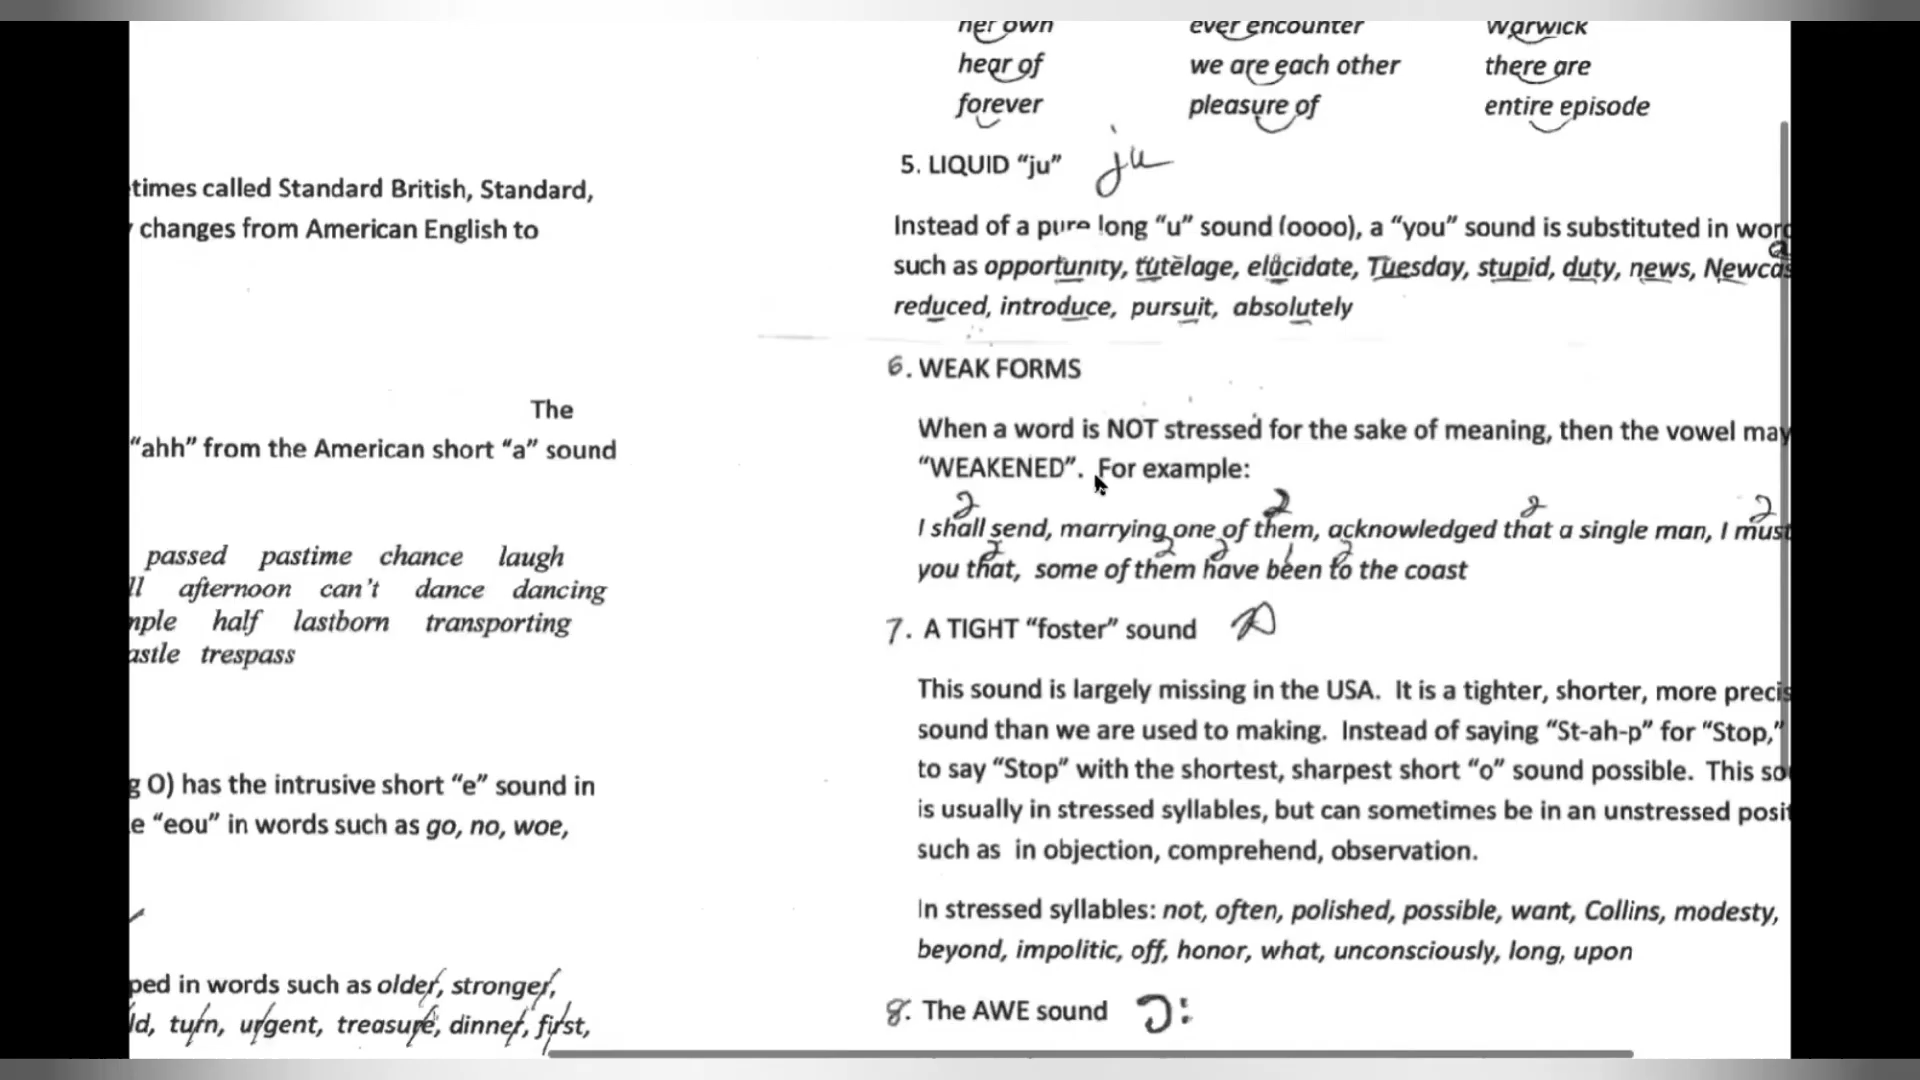 times called Standard British, Standard,
changes from American English to
The
"ahh" from the American short "a" sound
passed pastime chance laugh
ll afternoon can't dance dancing
mple half lastborn transporting
astle trespass
g O) has the intrusive short "e" sound in
e "eou" in words such as go, no, woe,
ped in words such as older, stronger,
ld, turn, urgent, treasure, dinner, first,
her own ever encounter Warwick
hear of we are each other there are
forever pleasure of entire episode
5. LIQUID "ju" ju
Instead of a pure long "u" sound (oooo), a "you" sound is substituted in word
such as opportunity, tutelage, elucidate, Tuesday, stupid, duty, news, Newcas
reduced, introduce, pursuit, absolutely
6. WEAK FORMS
When a word is NOT stressed for the sake of meaning, then the vowel may
"WEAKENED". For example:
I shall send, marrying one of them, acknowledged that a single man, I must
you that, some of them have been to the coast
7. A TIGHT "foster" sound
This sound is largely missing in the USA. It is a tighter, shorter, more precis
sound than we are used to making. Instead of saying "St-ah-p" for "Stop,"
to say "Stop" with the shortest, sharpest short "o" sound possible. This so
is usually in stressed syllables, but can sometimes be in an unstressed posit
such as in objection, comprehend, observation.
In stressed syllables: not, often, polished, possible, want, Collins, modesty,
beyond, impolitic, off, honor, what, unconsciously, long, upon
8. The AWE sound ɔ: